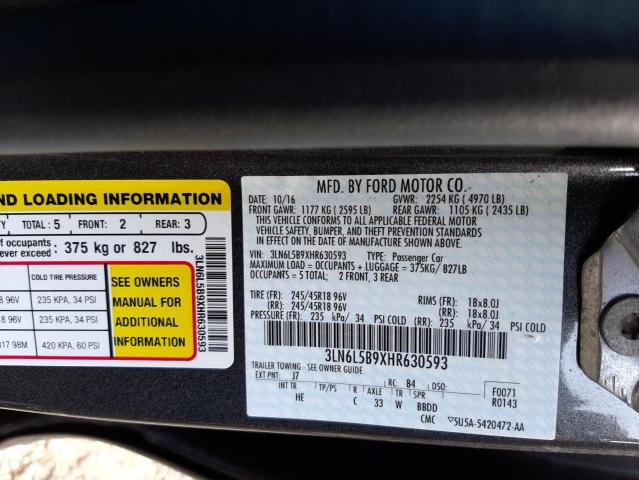 ND LOADING INFORMATION
TY TOTAL: 5 FRONT: 2 REAR: 3
of occupants
never exceed: 375 kg or 827 lbs.
COLD TIRE PRESSURE
18 96V 235 KPA, 34 PSI
18 96V 235 KPA, 34 PSI
R17 98M 420 KPA, 60 PSI
SEE OWNERS
MANUAL FOR
ADDITIONAL
INFORMATION
3LN6L5B9XHR630593
MFD. BY FORD MOTOR CO.
DATE: 10/16 GVWR: 2254 KG ( 4970 LB)
FRONT GAWR: 1177 KG ( 2595 LB) REAR GAWR: 1105 KG ( 2435 LB)
THIS VEHICLE CONFORMS TO ALL APPLICABLE FEDERAL MOTOR
VEHICLE SAFETY, BUMPER, AND THEFT PREVENTION STANDARDS
IN EFFECT ON THE DATE OF MANUFACTURE SHOWN ABOVE.
VIN: 3LN6L5B9XHR630593 TYPE: Passenger Car
MAXIMUM LOAD = OCCUPANTS + LUGGAGE = 375KG/ 827LB
OCCUPANTS = 5 TOTAL 2 FRONT, 3 REAR
TIRE (FR): 245/45R18 96V RIMS (FR): 18x8.0J
(RR): 245/45R18 96V (RR): 18x8.0J
PRESSURE (FR): 235 kPa/ 34 PSI COLD (RR): 235 kPa/ 34 PSI COLD
3LN6L5B9XHR630593
TRAILER TOWING - SEE OWNER GUIDE
EXT PNT: J7 RC: 84 DSO:
INT TR TP/PS R AXLE TR SPR
HE C 33 W BBDD
F0071
R0143
CMC ▽5U5A-5420472-AA